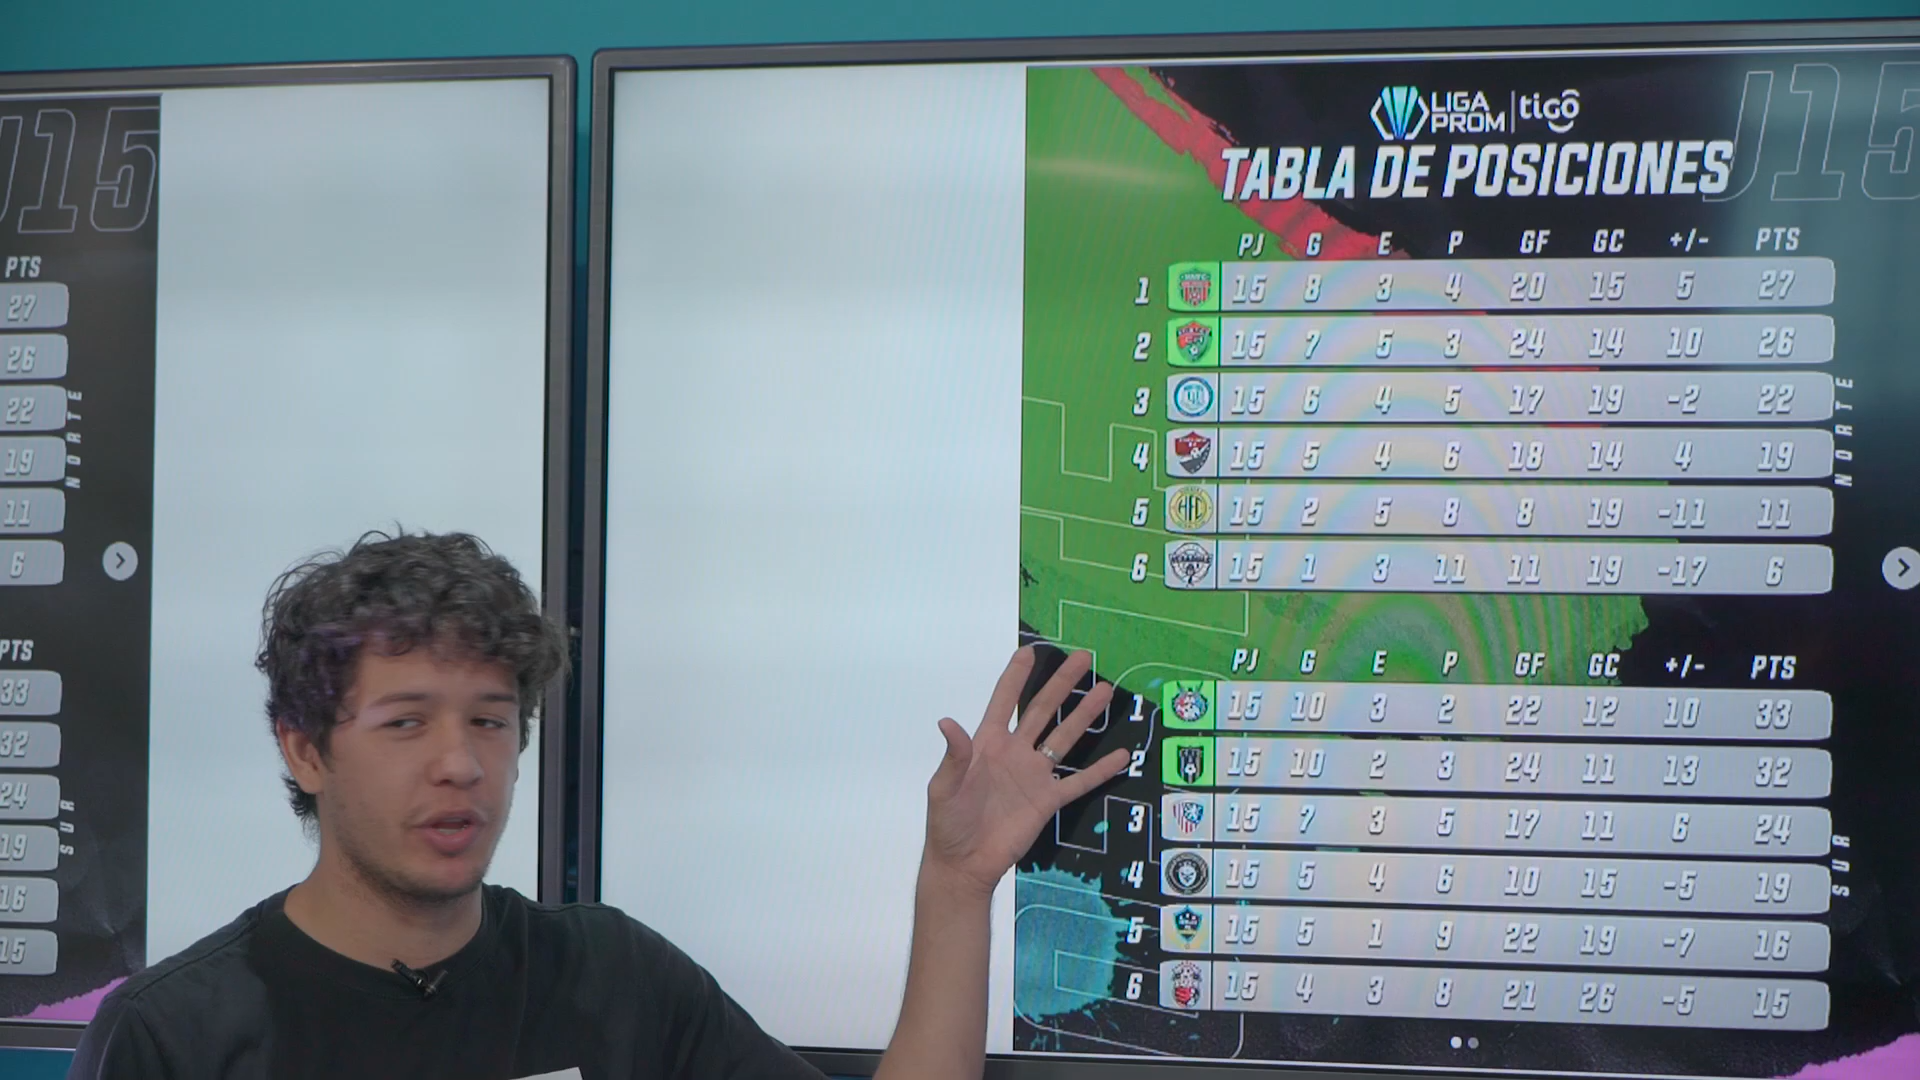 J15
PTS
27
26
22
19
11
6
NORTE
PTS
33
32
24
19
16
15
SUR
LIGA PROM | tigo
J15
TABLA DE POSICIONES
PJ G E P GF GC +/- PTS
1 15 8 3 4 20 15 5 27
2 15 7 5 3 24 14 10 26
3 15 6 4 5 17 19 -2 22
4 15 5 4 6 18 14 4 19
5 HFC 15 2 5 8 8 19 -11 11
6 15 1 3 11 11 19 -17 6
NORTE
PJ G E P GF GC +/- PTS
1 15 10 3 2 22 12 10 33
2 15 10 2 3 24 11 13 32
3 15 7 3 5 17 11 6 24
4 15 5 4 6 10 15 -5 19
5 15 5 1 9 22 19 -7 16
6 15 4 3 8 21 26 -5 15
SUR